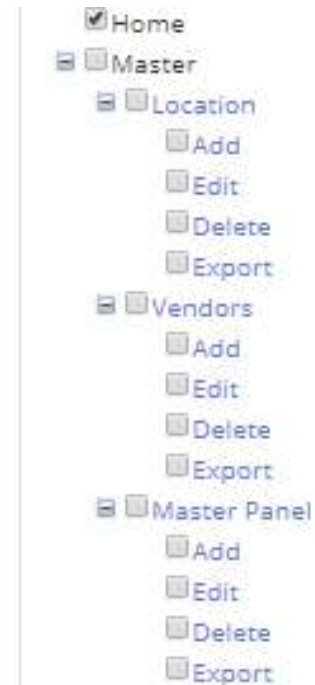 Home
Master
Location
Add
Edit
Delete
Export
Vendors
Add
Edit
Delete
Export
Master Panel
Add
Edit
Delete
Export